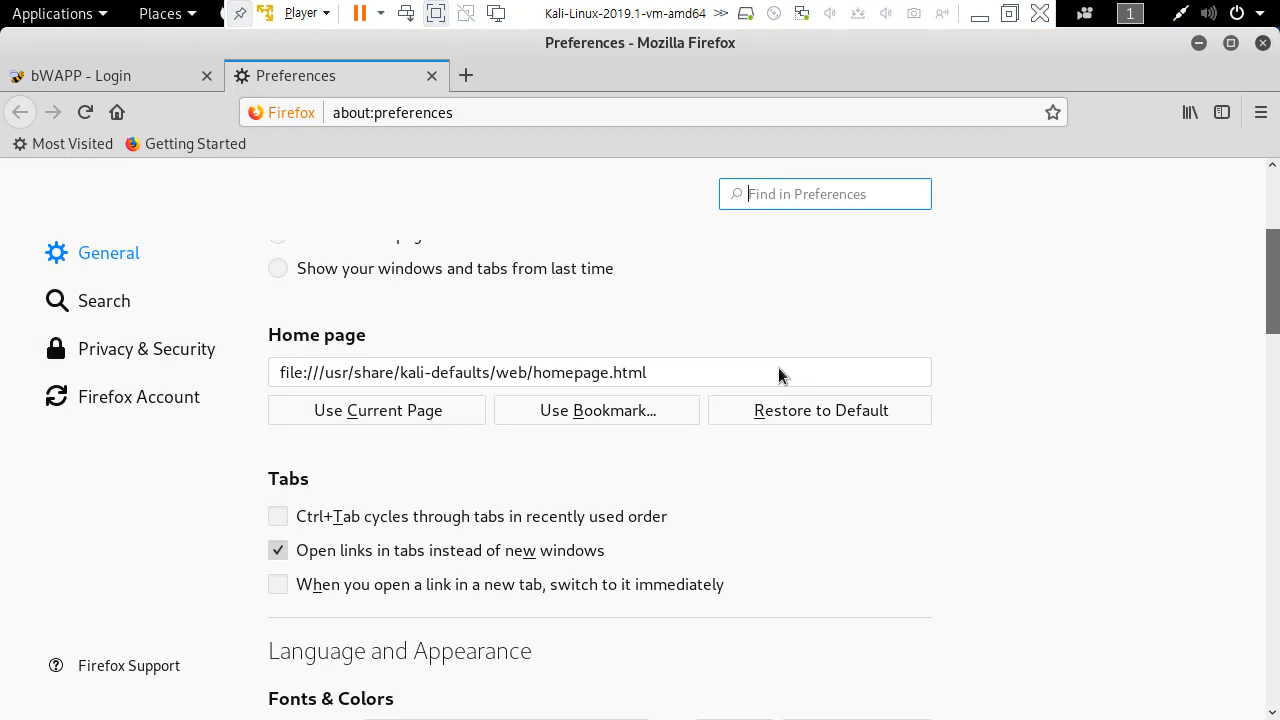 Applications Places Player Kali-Linux-2019.1-vm-amd64 1
Preferences - Mozilla Firefox
bWAPP - Login Preferences
Firefox about:preferences
Most Visited Getting Started
Find in Preferences
General
Show your windows and tabs from last time
Search
Home page
Privacy & Security
file:///usr/share/kali-defaults/web/homepage.html
Firefox Account
Use Current Page Use Bookmark... Restore to Default
Tabs
Ctrl+Tab cycles through tabs in recently used order
Open links in tabs instead of new windows
When you open a link in a new tab, switch to it immediately
Language and Appearance
Firefox Support
Fonts & Colors